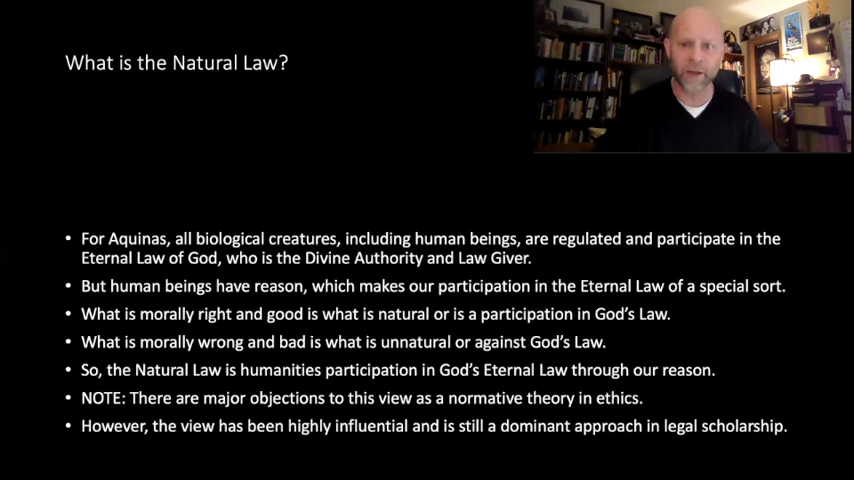 What is the Natural Law?
• For Aquinas, all biological creatures, including human beings, are regulated and participate in the
Eternal Law of God, who is the Divine Authority and Law Giver.
• But human beings have reason, which makes our participation in the Eternal Law of a special sort.
• What is morally right and good is what is natural or is a participation in God's Law.
• What is morally wrong and bad is what is unnatural or against God's Law.
• So, the Natural Law is humanities participation in God's Eternal Law through our reason.
• NOTE: There are major objections to this view as a normative theory in ethics.
• However, the view has been highly influential and is still a dominant approach in legal scholarship.